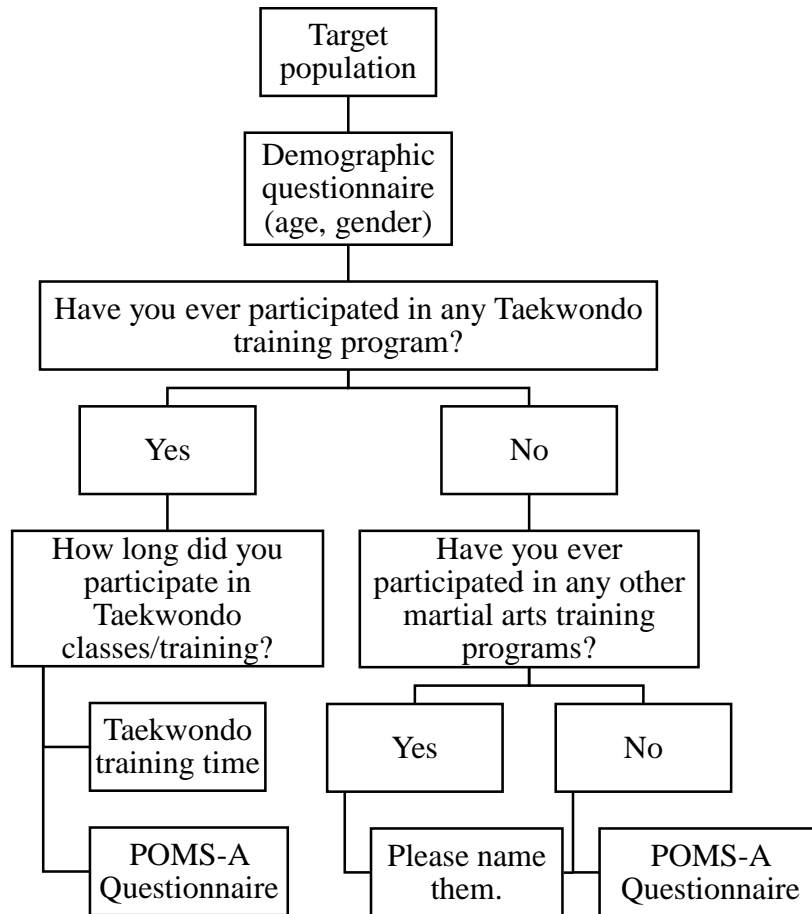 Target
population
Demographic
questionnaire
(age, gender)
Have you ever participated in any Taekwondo
training program?
Yes
No
How long did you
participate in
Taekwondo
classes/training?
Have you ever
participated in any other
martial arts training
programs?
Taekwondo
training time
Yes
No
POMS-A
Questionnaire
Please name
them.
POMS-A
Questionnaire